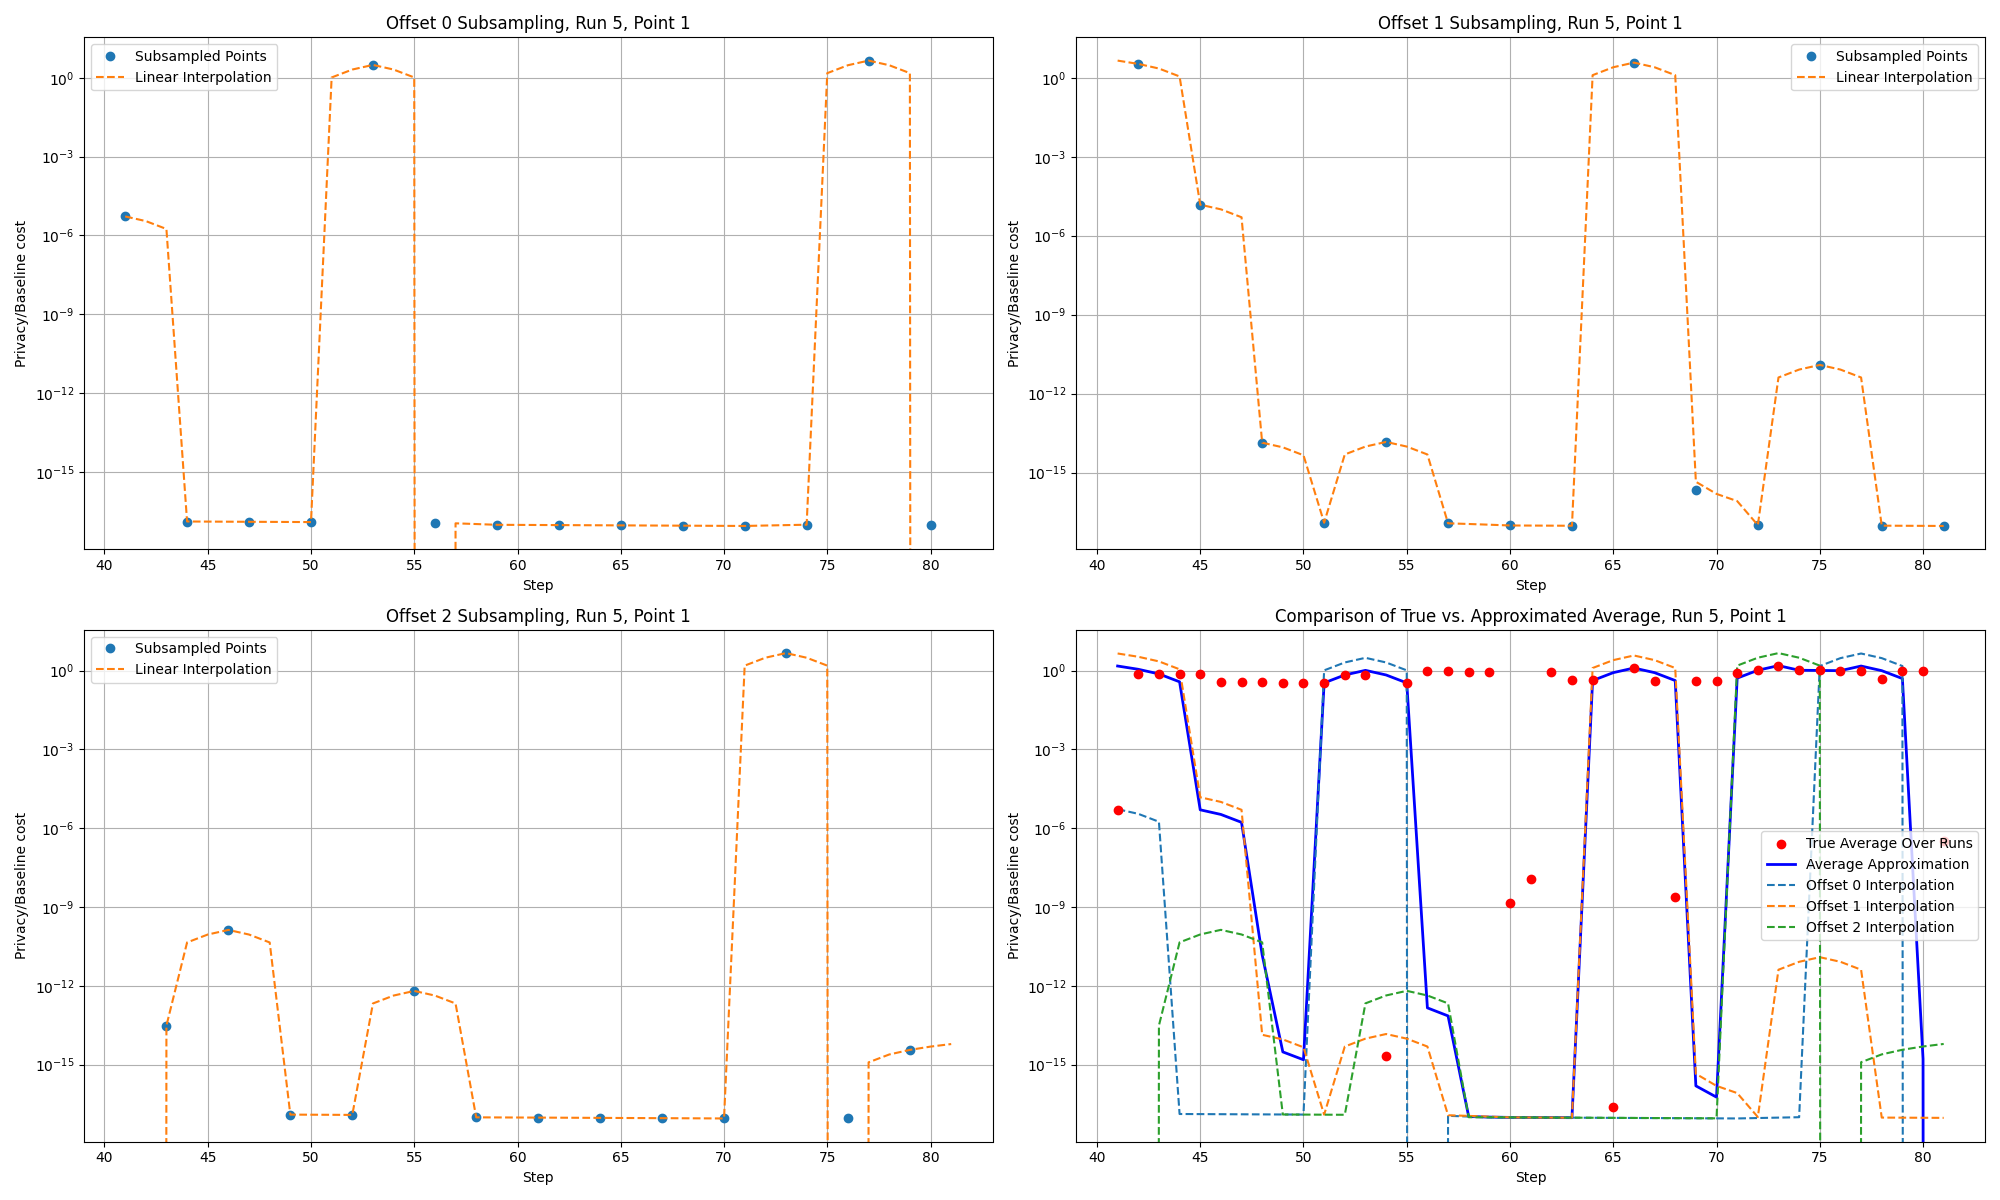 Offset 0 Subsampling, Run 5, Point 1
Subsampled Points
Linear Interpolation
Privacy/Baseline cost
10^0
10^-3
10^-6
10^-9
10^-12
10^-15
40 45 50 55 60 65 70 75 80
Step
Offset 1 Subsampling, Run 5, Point 1
Subsampled Points
Linear Interpolation
Privacy/Baseline cost
10^0
10^-3
10^-6
10^-9
10^-12
10^-15
40 45 50 55 60 65 70 75 80
Step
Offset 2 Subsampling, Run 5, Point 1
Subsampled Points
Linear Interpolation
Privacy/Baseline cost
10^0
10^-3
10^-6
10^-9
10^-12
10^-15
40 45 50 55 60 65 70 75 80
Step
Comparison of True vs. Approximated Average, Run 5, Point 1
Privacy/Baseline cost
10^0
10^-3
10^-6
10^-9
10^-12
10^-15
True Average Over Runs
Average Approximation
Offset 0 Interpolation
Offset 1 Interpolation
Offset 2 Interpolation
40 45 50 55 60 65 70 75 80
Step